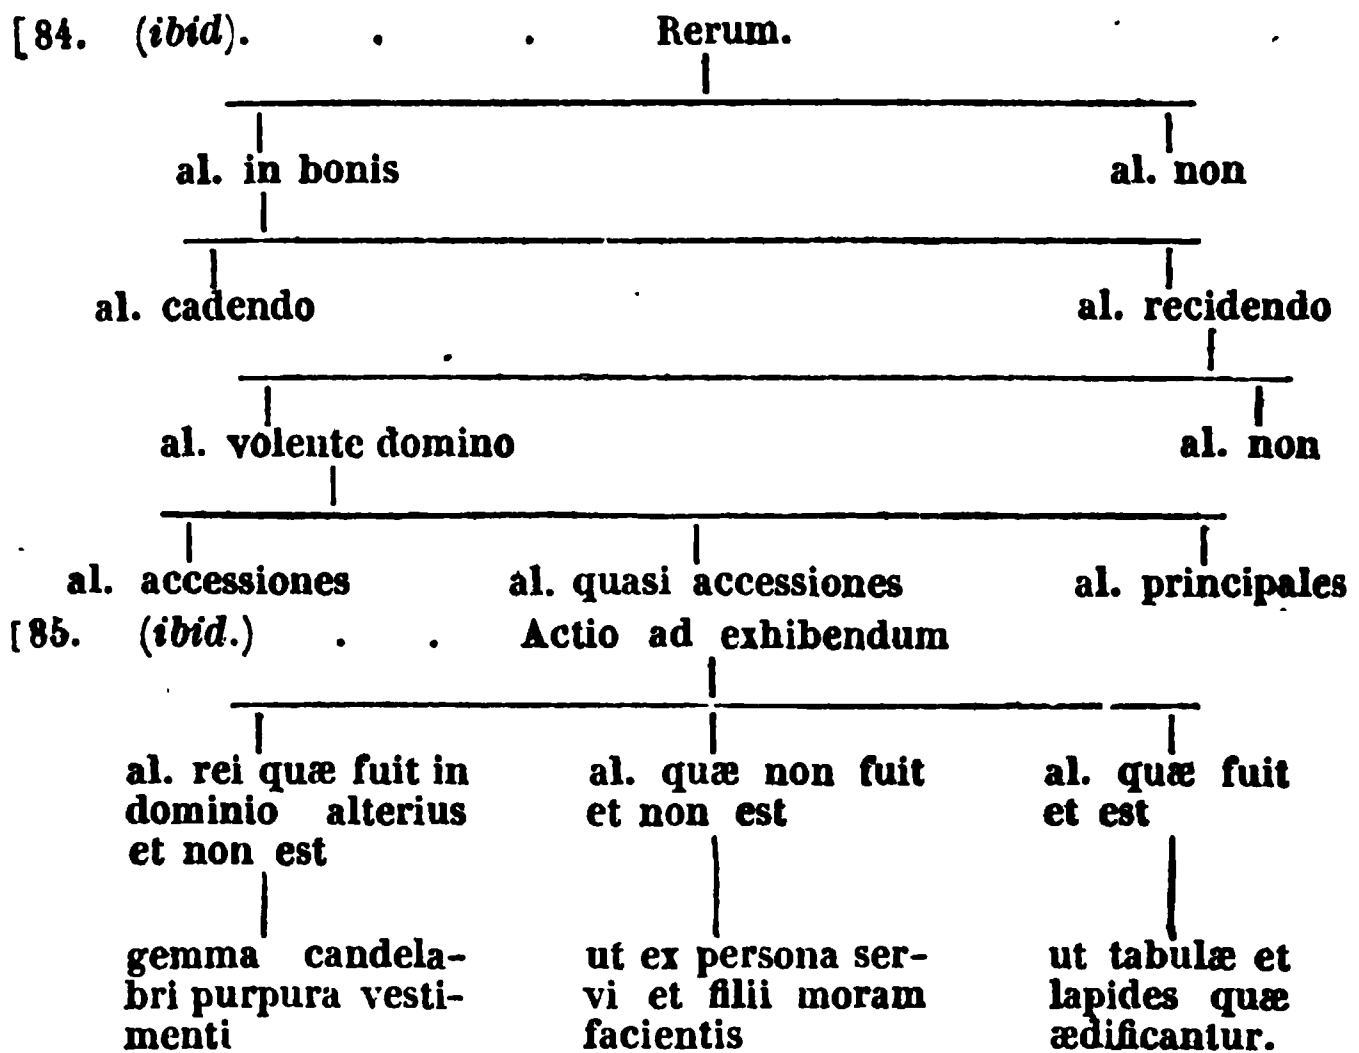 [84. (ibid). . . Rerum.
al. in bonis al. non
al. cadendo al. recidendo
al. volente domino al. non
al. accessiones al. quasi accessiones al. principales
[85. (ibid.) . . Actio ad exhibendum
al. rei quæ fuit in
dominio alterius
et non est
al. quæ non fuit
et non est
al. quæ fuit
et est
gemma candela-
bri purpura vesti-
menti
ut ex persona ser-
vi et filii moram
facientis
ut tabulæ et
lapides quæ
ædificantur.